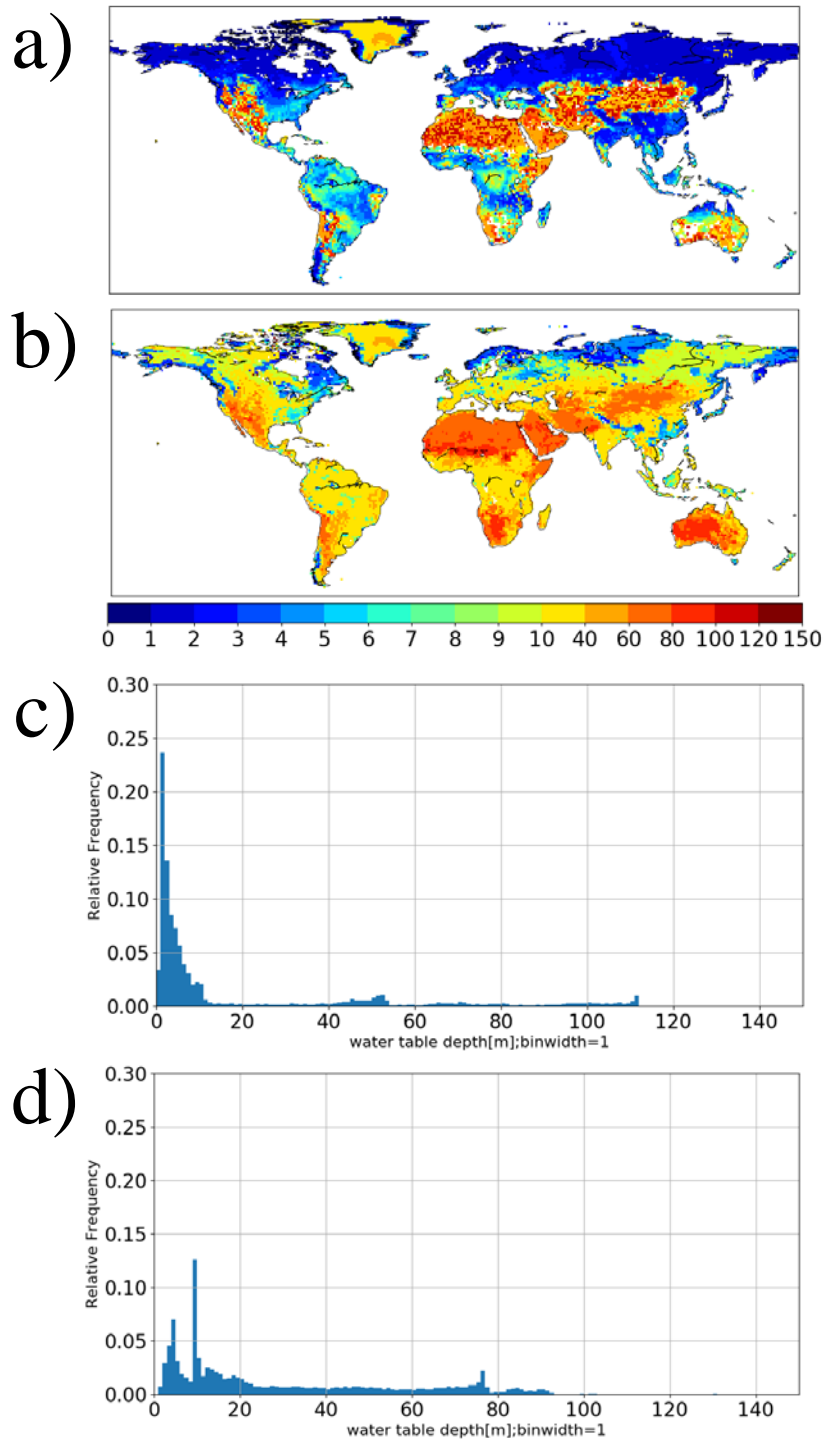 a)
b)
0 1 2 3 4 5 6 7 8 9 10 40 60 80 100 120 150
c)
0.30
0.25
0.20
0.15
0.10
0.05
0.00
Relative Frequency
0 20 40 60 80 100 120 140
water table depth[m];binwidth=1
d)
0.30
0.25
0.20
0.15
0.10
0.05
0.00
Relative Frequency
0 20 40 60 80 100 120 140
water table depth[m];binwidth=1